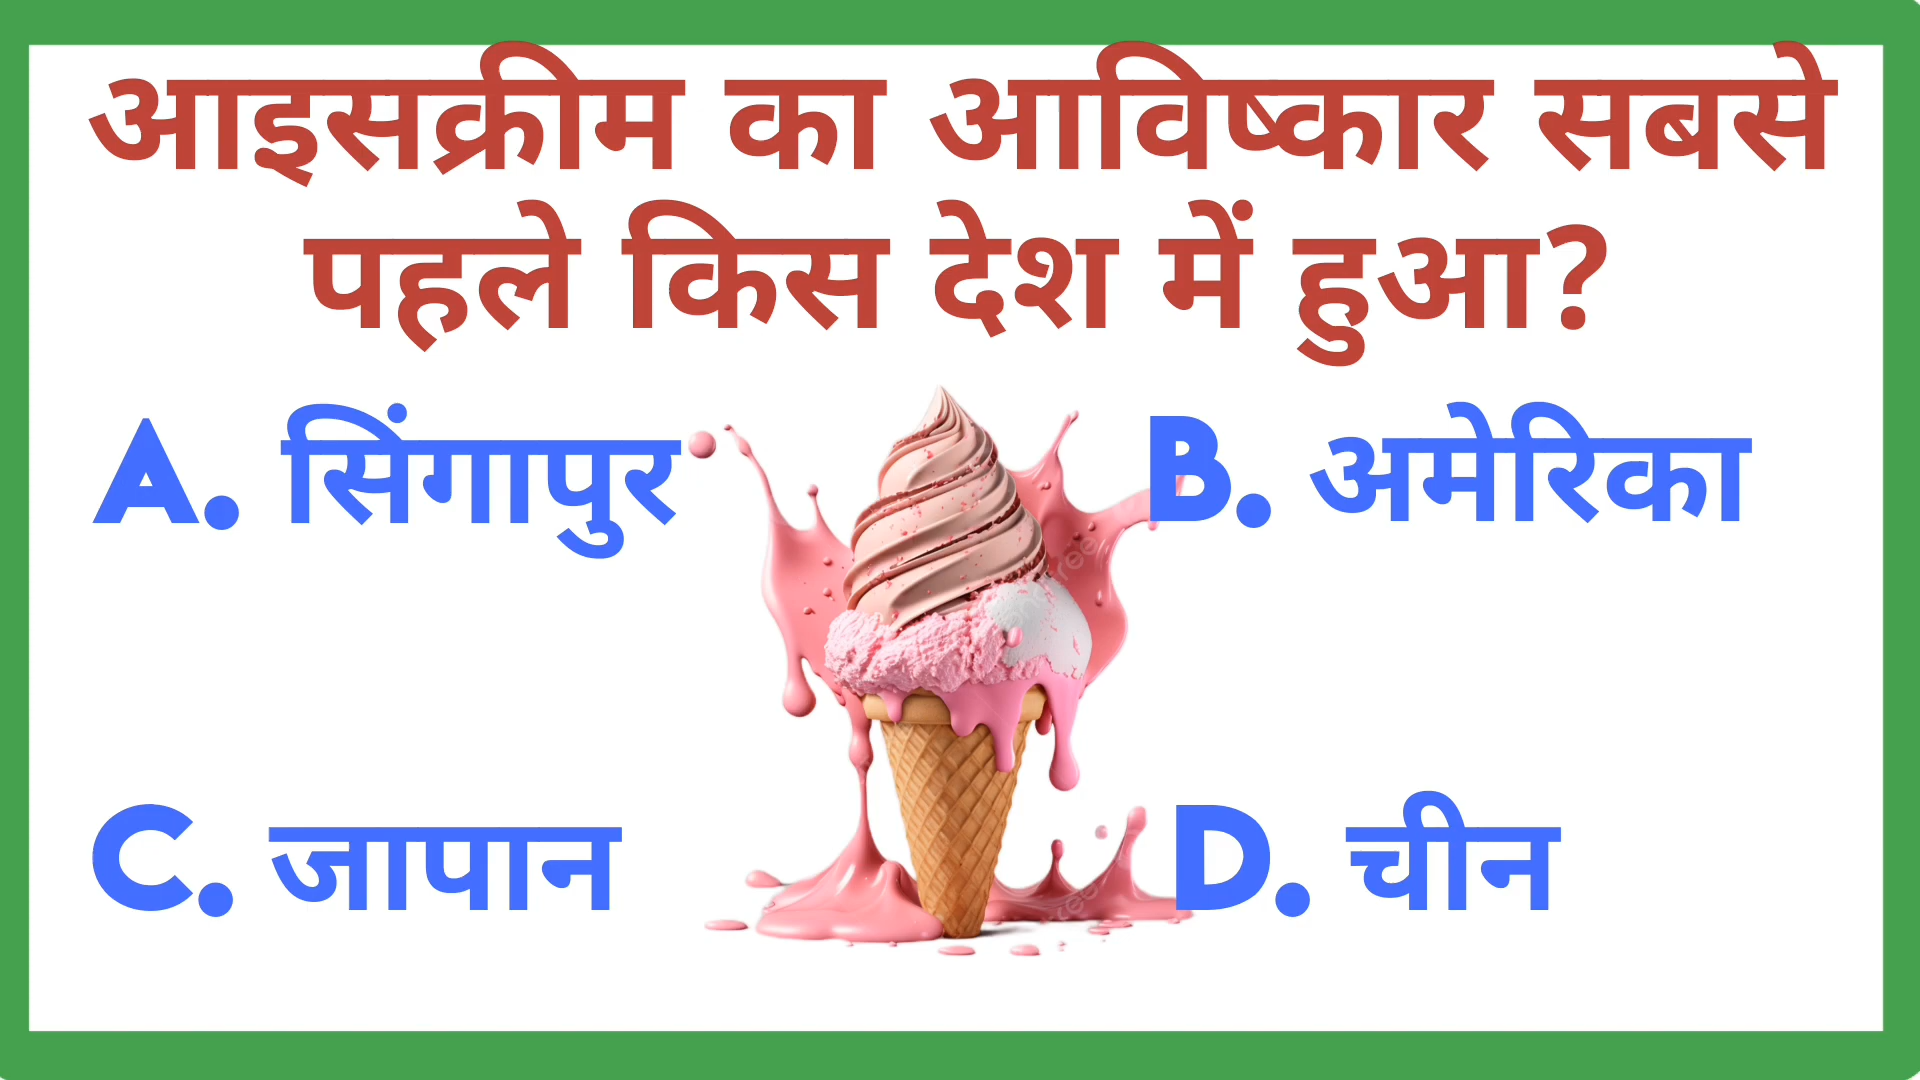 आइसक्रीम का आविष्कार सबसे
पहले किस देश में हुआ?
A. सिंगापुर
B. अमेरिका
C. जापान
D. चीन